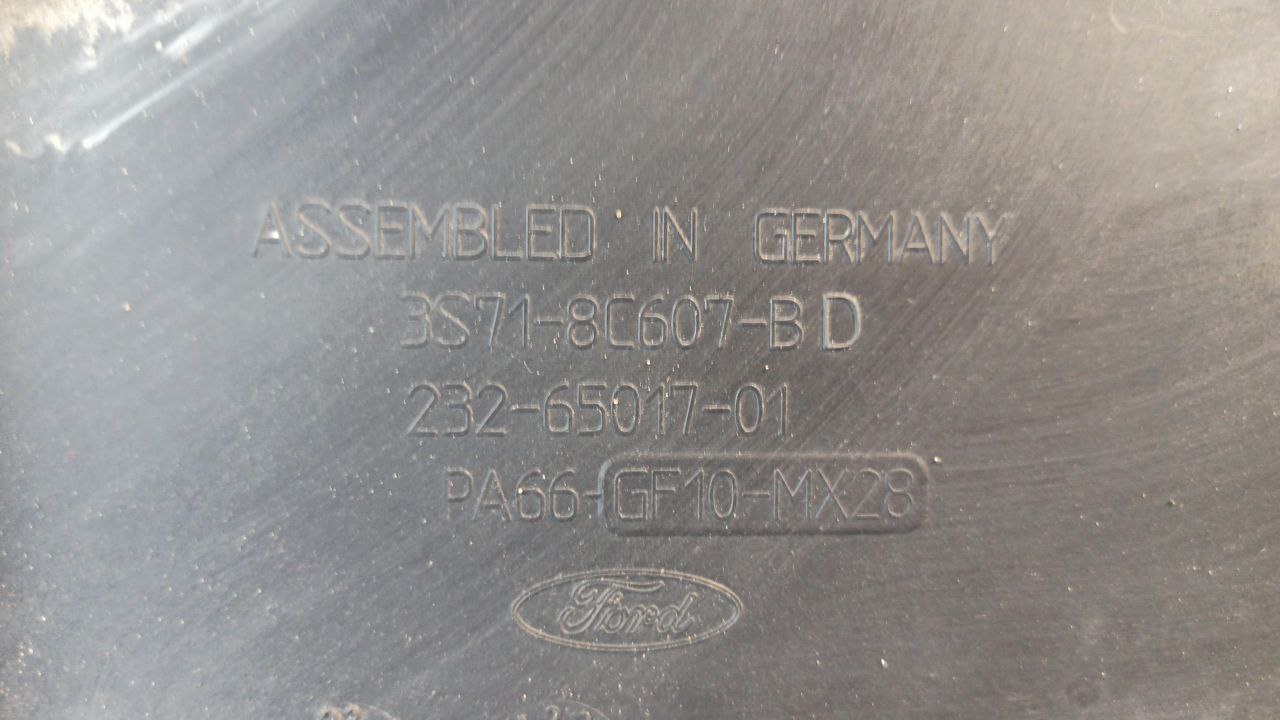 ASSEMBLED IN GERMANY
3S71-8C607-BD
232-65017-01
PA66-GF10-MX28
Ford